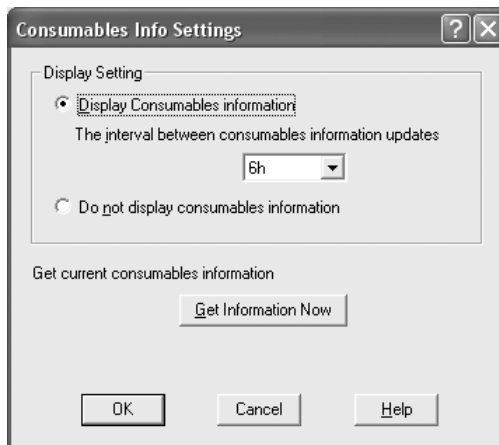 Consumables Info Settings
Display Setting
Display Consumables information
The interval between consumables information updates
6h
Do not display consumables information
Get current consumables information
Get Information Now
OK Cancel Help